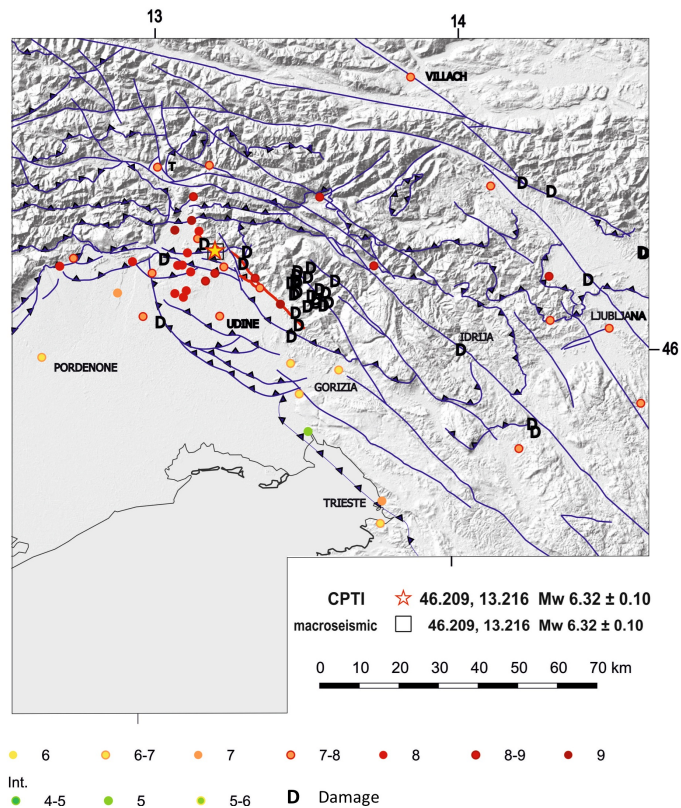 13 14
VILLACH
T
D
D
D
D
D
D
D
D
UDINE
D
D
IDRIJA
D
LJUBLJANA
46
PORDENONE
GORIZIA
D
D
TRIESTE
CPTI 46.209, 13.216 Mw 6.32 ± 0.10
macroseismic 46.209, 13.216 Mw 6.32 ± 0.10
0 10 20 30 40 50 60 70 km
6 6-7 7 7-8 8 8-9 9
Int.
4-5 5 5-6 D Damage